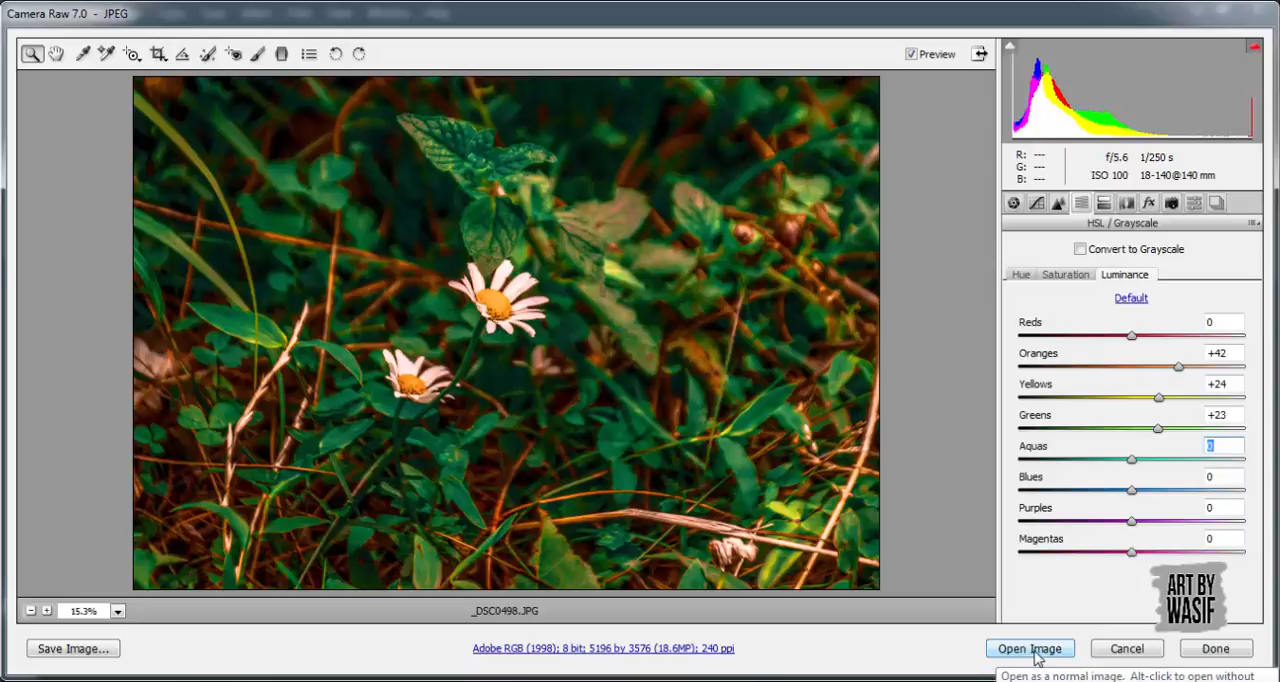 Camera Raw 7.0 - JPEG
Preview
R: ---
G: ---
B: ---
f/5.6 1/250 s
ISO 100 18-140@140 mm
fx
HSL / Grayscale
Convert to Grayscale
Hue Saturation Luminance
Default
Reds 0
Oranges +42
Yellows +24
Greens +23
Aquas 0
Blues 0
Purples 0
Magentas 0
ART BY
WASIF
15.3% _DSC0498.JPG
Save Image... Adobe RGB (1998); 8 bit; 5196 by 3576 (18.6MP); 240 ppi Open Image Cancel Done
Open as a normal image. Alt-click to open without